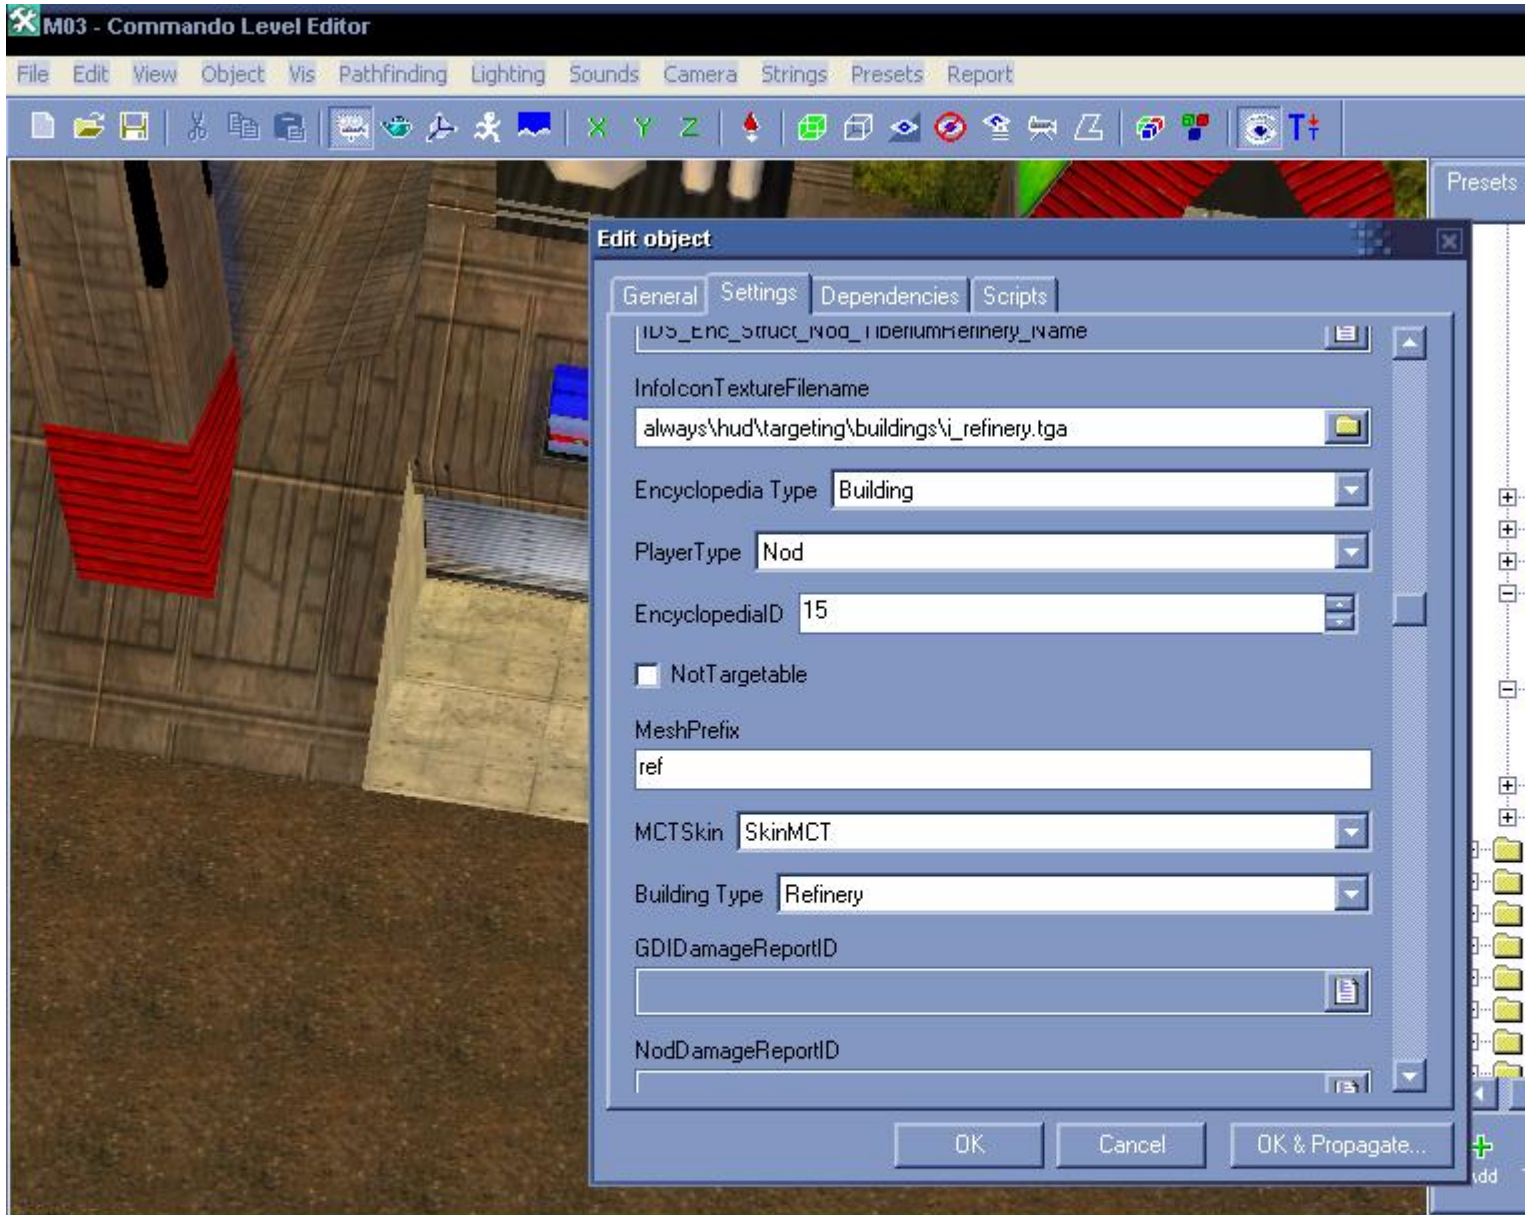 M03 - Commando Level Editor
File Edit View Object Vis Pathfinding Lighting Sounds Camera Strings Presets Report
X Y Z T
Presets
Edit object
General Settings Dependencies Scripts
IDS_Enc_Struct_Nod_TiberiumRefinery_Name
InfoIconTextureFilename
always\hud\targeting\buildings\i_refinery.tga
Encyclopedia Type Building
PlayerType Nod
EncyclopediaID 15
NotTargetable
MeshPrefix
ref
MCTSkin SkinMCT
Building Type Refinery
GDIDamageReportID
NodDamageReportID
OK Cancel OK & Propagate...